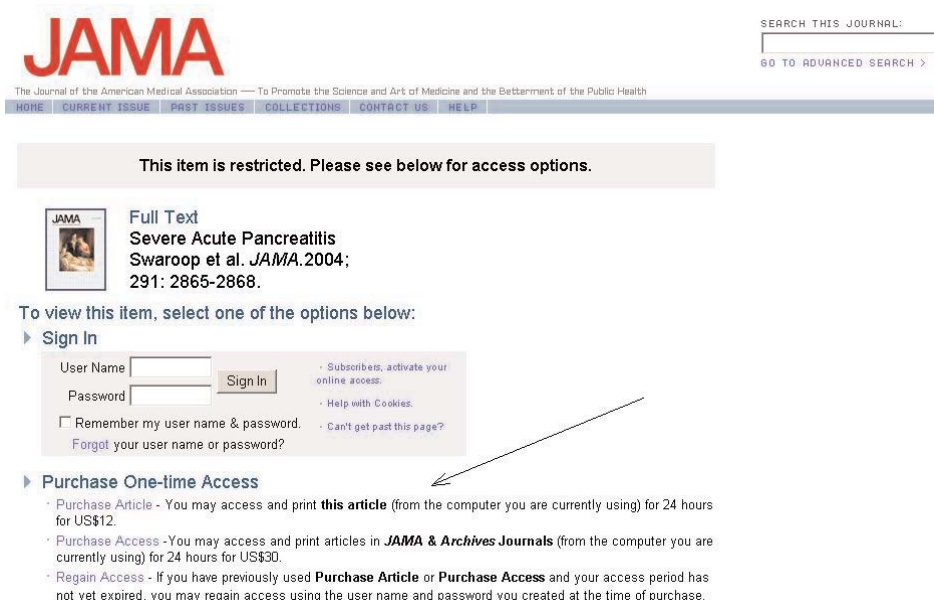 JAMA
SEARCH THIS JOURNAL:
GO TO ADVANCED SEARCH >
The Journal of the American Medical Association — To Promote the Science and Art of Medicine and the Betterment of the Public Health
HOME CURRENT ISSUE PAST ISSUES COLLECTIONS CONTACT US HELP
This item is restricted. Please see below for access options.
JAMA
Full Text
Severe Acute Pancreatitis
Swaroop et al. JAMA.2004;
291: 2865-2868.
To view this item, select one of the options below:
Sign In
User Name
Password
Sign In
Remember my user name & password.
Forgot your user name or password?
· Subscribers, activate your
online access.
· Help with Cookies.
· Can't get past this page?
Purchase One-time Access
· Purchase Article - You may access and print this article (from the computer you are currently using) for 24 hours
for US$12.
· Purchase Access -You may access and print articles in JAMA & Archives Journals (from the computer you are
currently using) for 24 hours for US$30.
· Regain Access - If you have previously used Purchase Article or Purchase Access and your access period has
not yet expired, you may regain access using the user name and password you created at the time of purchase.